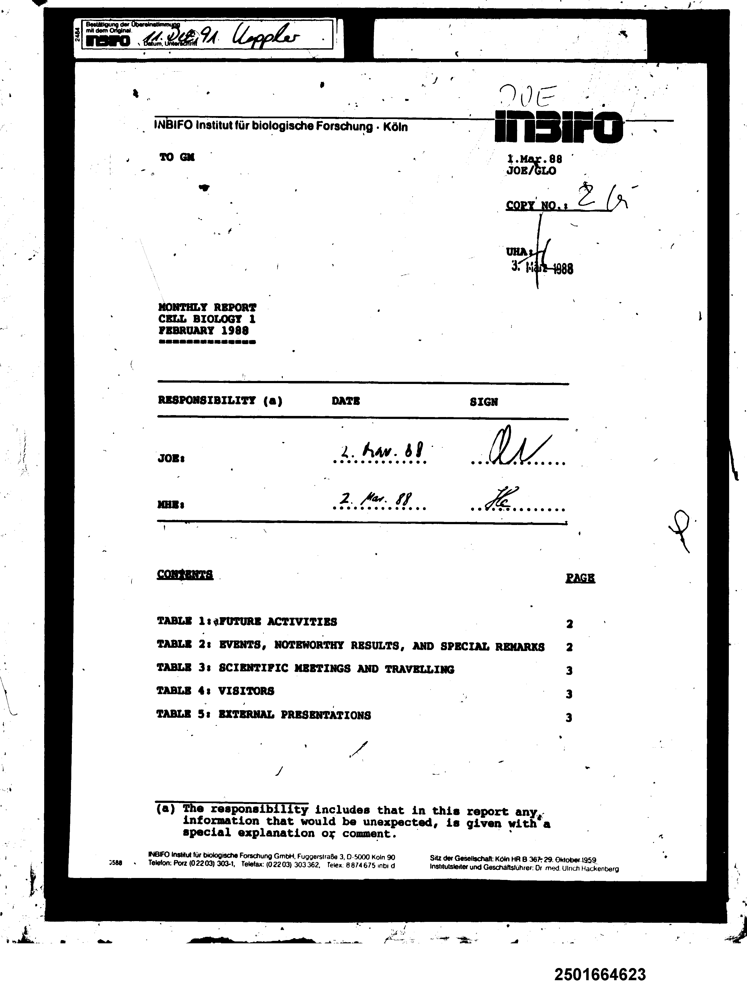 2484
Bestätigung der Übereinstimmung
mit dem Original
INBIFO
Datum, Unterschrift
11. Dez. 91
JOE
INBIFO Institut für biologische Forschung · Köln
INBIFO
TO GM
1.Mar.88
JOE/GLO
COPY NO.: 2
UHA:
3. März 1988
MONTHLY REPORT
CELL BIOLOGY 1
FEBRUARY 1988
RESPONSIBILITY (a) DATE SIGN
JOE: 2. Mar. 88
MHE: 2. Mar. 88 He
CONTENTS PAGE
TABLE 1: FUTURE ACTIVITIES 2
TABLE 2: EVENTS, NOTEWORTHY RESULTS, AND SPECIAL REMARKS 2
TABLE 3: SCIENTIFIC MEETINGS AND TRAVELLING 3
TABLE 4: VISITORS 3
TABLE 5: EXTERNAL PRESENTATIONS 3
(a) The responsibility includes that in this report any
information that would be unexpected, is given with a
special explanation or comment.
0588
INBIFO Institut für biologische Forschung GmbH, Fuggerstraße 3, D-5000 Köln 90
Telefon: Porz (0 22 03) 303-1, Telefax: (0 22 03) 303 362, Telex: 8 874 675 inbi d
Sitz der Gesellschaft: Köln HR B 367; 29. Oktober 1959
Institutsleiter und Geschäftsführer: Dr. med. Ulrich Hackenberg
2501664623